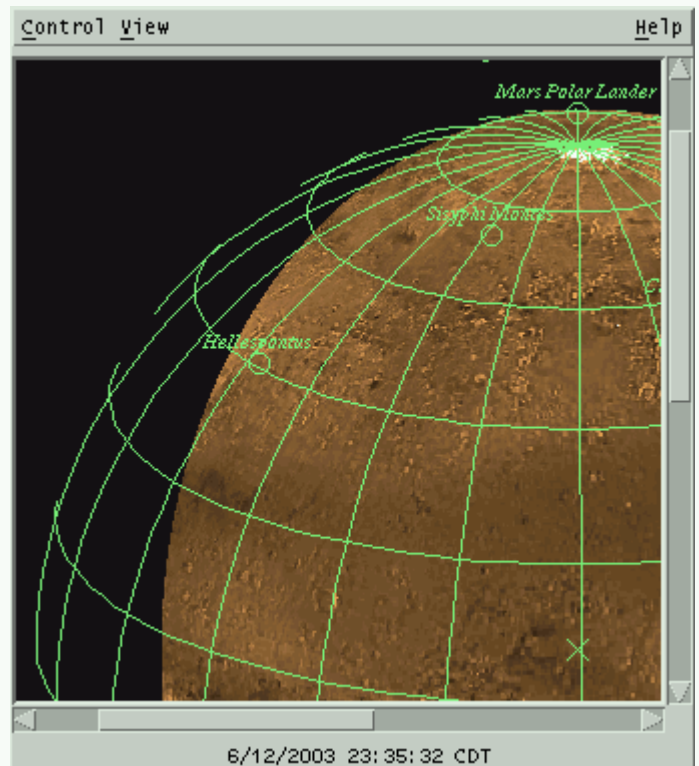 Control View Help
Mars Polar Lander
Sisyphi Montes
Hellespontus
6/12/2003 23:35:32 CDT